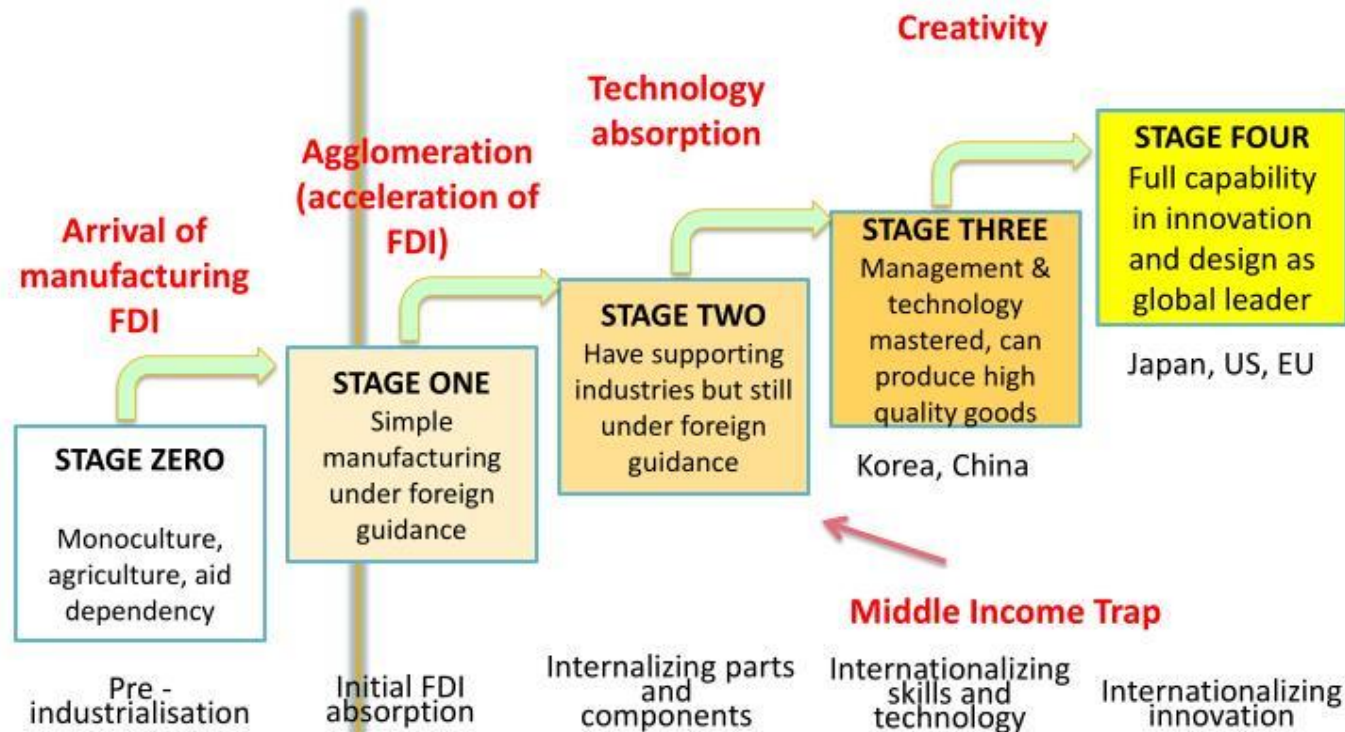 Creativity
Technology
absorption
Agglomeration
(acceleration of
FDI)
Arrival of
manufacturing
FDI
STAGE ZERO
Monoculture,
agriculture, aid
dependency
STAGE ONE
Simple
manufacturing
under foreign
guidance
STAGE TWO
Have supporting
industries but still
under foreign
guidance
STAGE THREE
Management &
technology
mastered, can
produce high
quality goods
Korea, China
STAGE FOUR
Full capability
in innovation
and design as
global leader
Japan, US, EU
Middle Income Trap
Pre -
industrialisation
Initial FDI
absorption
Internalizing parts
and
components
Internationalizing
skills and
technology
Internationalizing
innovation